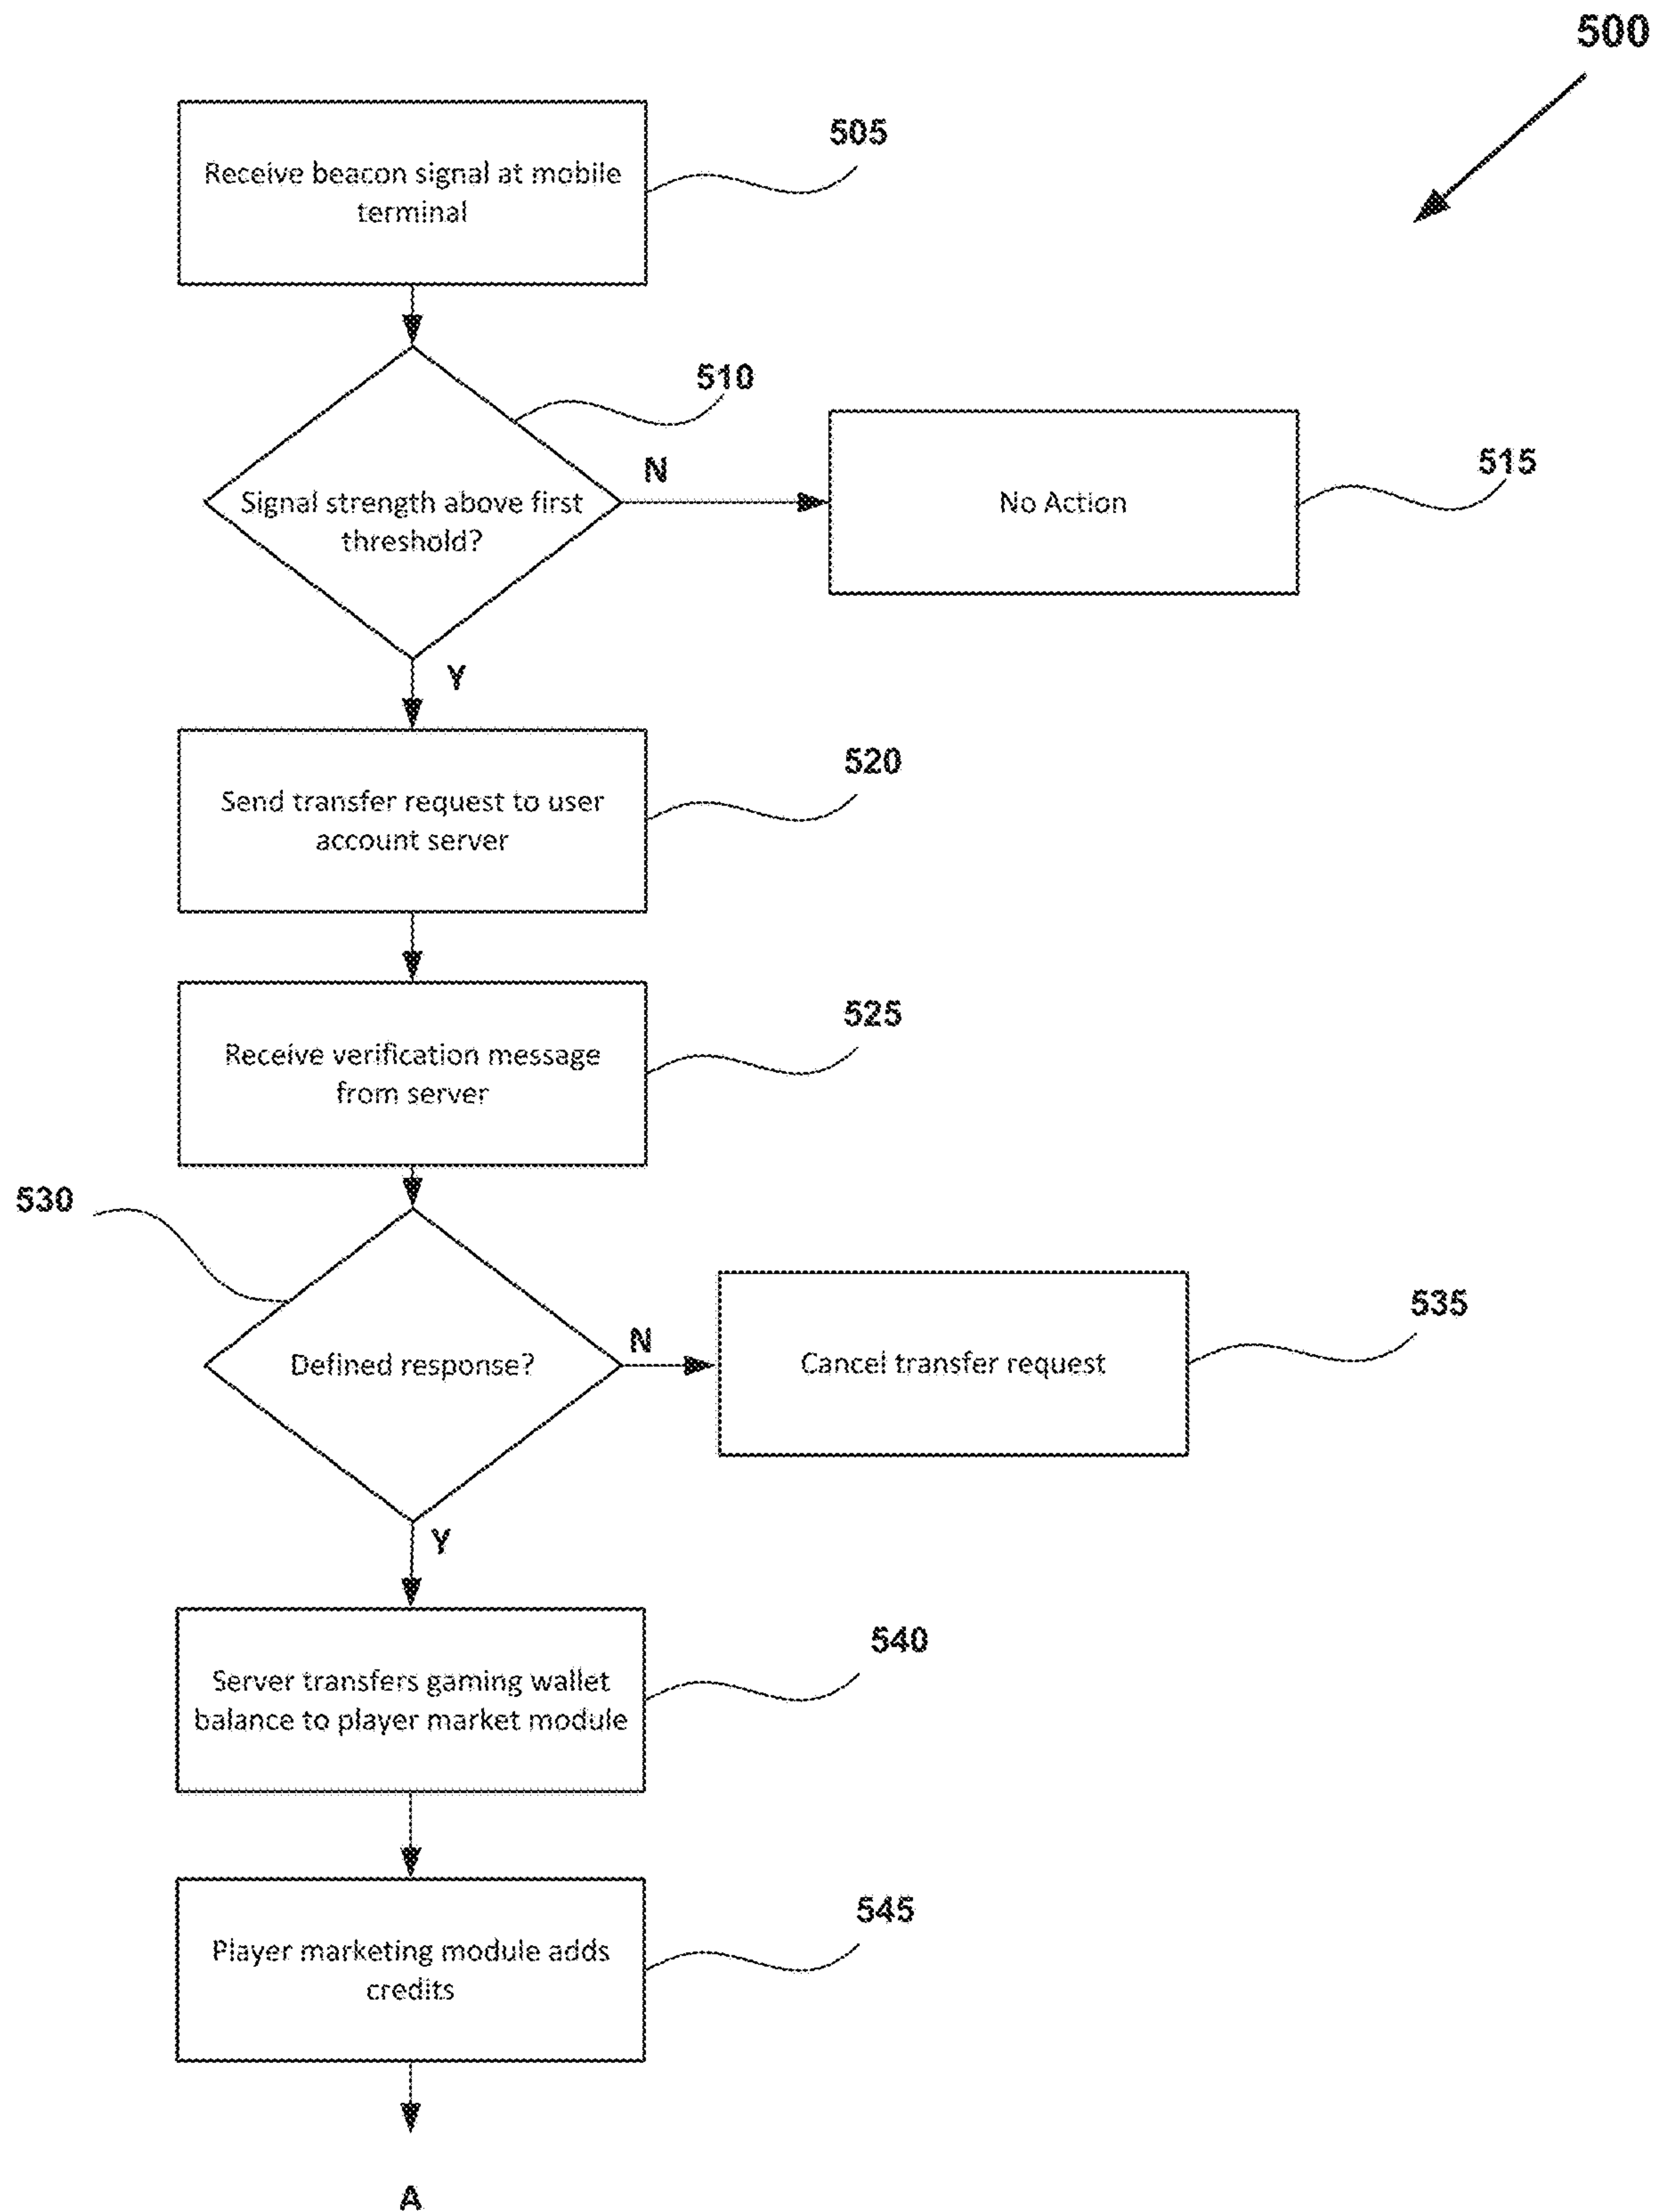 500
505
Receive beacon signal at mobile
terminal
510
Signal strength above first
threshold?
N
No Action
515
Y
520
Send transfer request to user
account server
525
Receive verification message
from server
530
Defined response?
N
Cancel transfer request
535
Y
540
Server transfers gaming wallet
balance to player market module
545
Player marketing module adds
credits
A